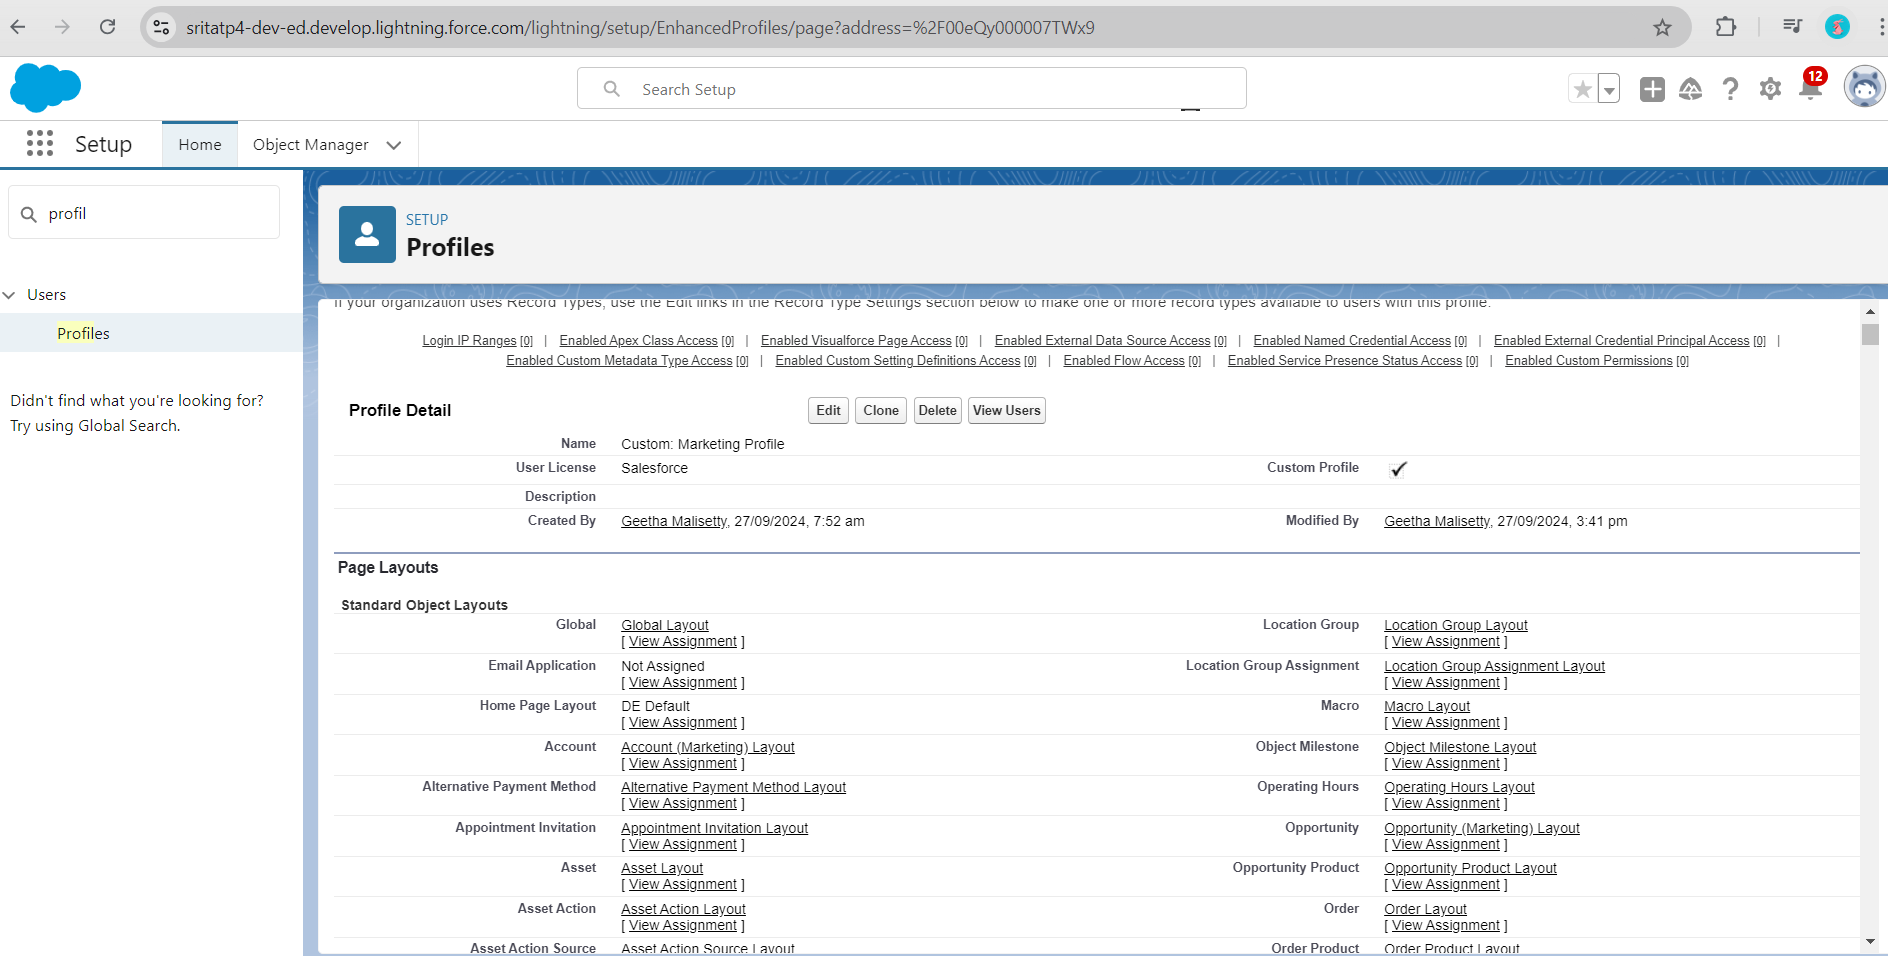 sritatp4-dev-ed.develop.lightning.force.com/lightning/setup/EnhancedProfiles/page?address=%2F00eQy000007TWx9
Search Setup
12
Setup
Home
Object Manager
profil
Users
Profiles
Didn't find what you're looking for?
Try using Global Search.
SETUP
Profiles
If your organization uses Record Types, use the Edit links in the Record Type Settings section below to make one or more record types available to users with this profile.
Login IP Ranges [0] | Enabled Apex Class Access [0] | Enabled Visualforce Page Access [0] | Enabled External Data Source Access [0] | Enabled Named Credential Access [0] | Enabled External Credential Principal Access [0] |
Enabled Custom Metadata Type Access [0] | Enabled Custom Setting Definitions Access [0] | Enabled Flow Access [0] | Enabled Service Presence Status Access [0] | Enabled Custom Permissions [0]
Profile Detail Edit Clone Delete View Users
Name Custom: Marketing Profile
User License Salesforce Custom Profile
Description
Created By Geetha Malisetty, 27/09/2024, 7:52 am Modified By Geetha Malisetty, 27/09/2024, 3:41 pm
Page Layouts
Standard Object Layouts
Global Global Layout Location Group Location Group Layout
[ View Assignment ] [ View Assignment ]
Email Application Not Assigned Location Group Assignment Location Group Assignment Layout
[ View Assignment ] [ View Assignment ]
Home Page Layout DE Default Macro Macro Layout
[ View Assignment ] [ View Assignment ]
Account Account (Marketing) Layout Object Milestone Object Milestone Layout
[ View Assignment ] [ View Assignment ]
Alternative Payment Method Alternative Payment Method Layout Operating Hours Operating Hours Layout
[ View Assignment ] [ View Assignment ]
Appointment Invitation Appointment Invitation Layout Opportunity Opportunity (Marketing) Layout
[ View Assignment ] [ View Assignment ]
Asset Asset Layout Opportunity Product Opportunity Product Layout
[ View Assignment ] [ View Assignment ]
Asset Action Asset Action Layout Order Order Layout
[ View Assignment ] [ View Assignment ]
Asset Action Source Asset Action Source Layout Order Product Order Product Layout